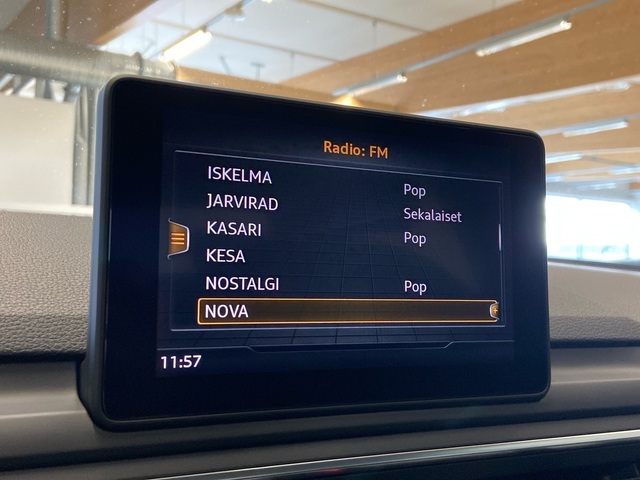 Radio: FM
ISKELMA Pop
JARVIRAD Sekalaiset
KASARI Pop
KESA
NOSTALGI Pop
NOVA
11:57